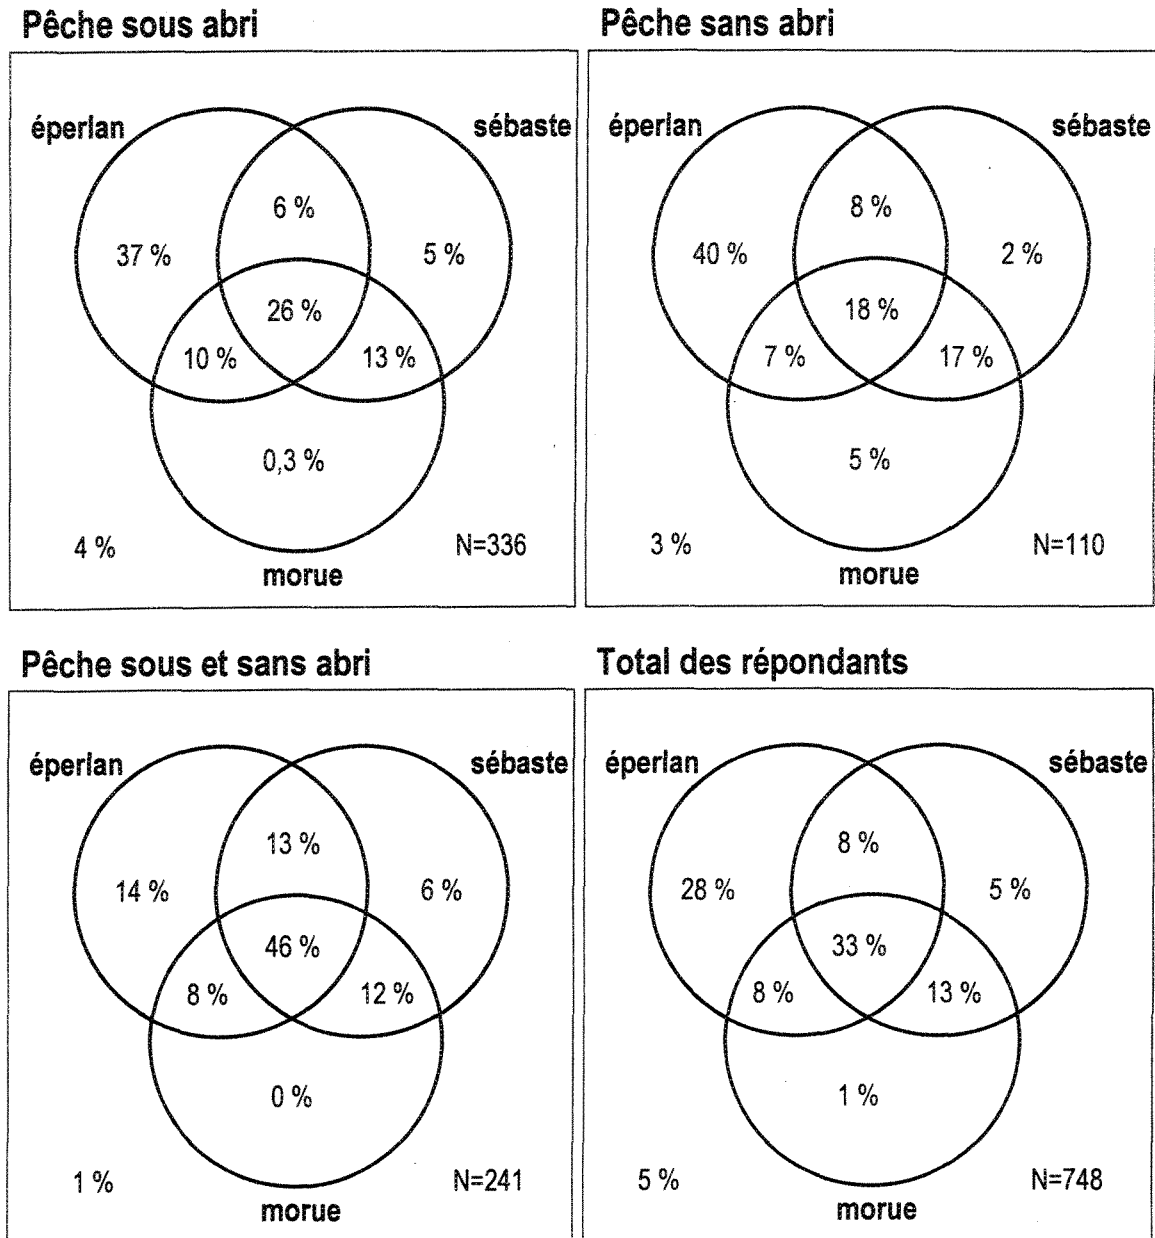 Pêche sous abri
éperlan
sébaste
6 %
37 %
5 %
26 %
10 %
13 %
0,3 %
4 %
N=336
morue
Pêche sans abri
éperlan
sébaste
8 %
40 %
2 %
18 %
7 %
17 %
5 %
3 %
N=110
morue
Pêche sous et sans abri
éperlan
sébaste
13 %
14 %
6 %
46 %
8 %
12 %
0 %
1 %
N=241
morue
Total des répondants
éperlan
sébaste
8 %
28 %
5 %
33 %
8 %
13 %
1 %
5 %
N=748
morue